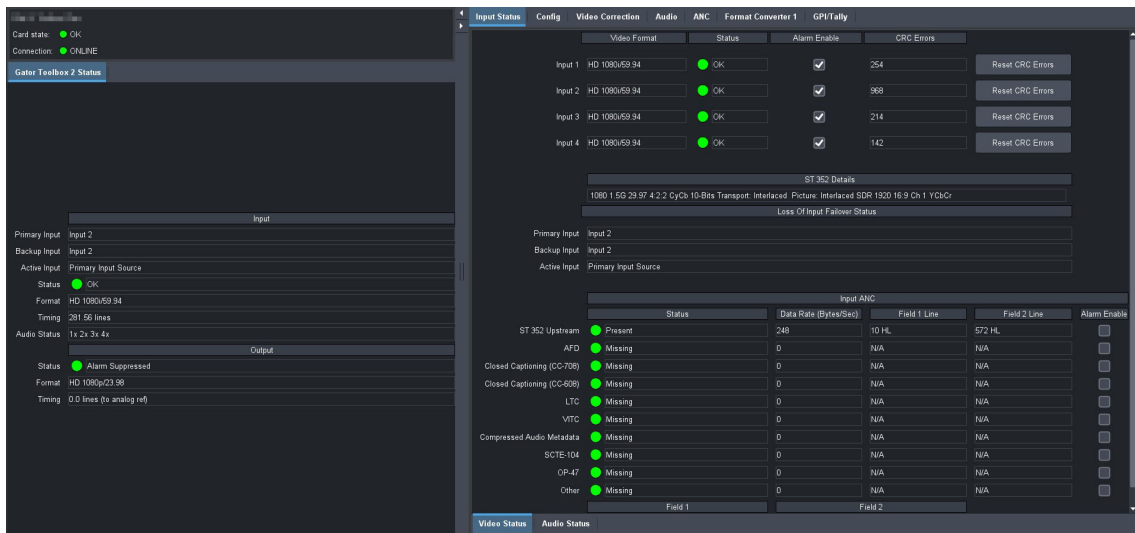 Card state: OK
Connection: ONLINE
Gator Toolbox 2 Status
Input
Primary Input Input 2
Backup Input Input 2
Active Input Primary Input Source
Status OK
Format HD 1080i/59.94
Timing 281.56 lines
Audio Status 1x 2x 3x 4x
Output
Status Alarm Suppressed
Format HD 1080p/23.98
Timing 0.0 lines (to analog ref)
Input Status Config Video Correction Audio ANC Format Converter 1 GPI/Tally
Video Format Status Alarm Enable CRC Errors
Input 1 HD 1080i/59.94 OK 254 Reset CRC Errors
Input 2 HD 1080i/59.94 OK 968 Reset CRC Errors
Input 3 HD 1080i/59.94 OK 214 Reset CRC Errors
Input 4 HD 1080i/59.94 OK 142 Reset CRC Errors
ST 352 Details
1080 1.5G 29.97 4:2:2 CyCb 10-Bits Transport: Interlaced Picture: Interlaced SDR 1920 16:9 Ch 1 YCbCr
Loss Of Input Failover Status
Primary Input Input 2
Backup Input Input 2
Active Input Primary Input Source
Input ANC
Status Data Rate (Bytes/Sec) Field 1 Line Field 2 Line Alarm Enable
ST 352 Upstream Present 248 10 HL 572 HL
AFD Missing 0 N/A N/A
Closed Captioning (CC-708) Missing 0 N/A N/A
Closed Captioning (CC-608) Missing 0 N/A N/A
LTC Missing 0 N/A N/A
VITC Missing 0 N/A N/A
Compressed Audio Metadata Missing 0 N/A N/A
SCTE-104 Missing 0 N/A N/A
OP-47 Missing 0 N/A N/A
Other Missing 0 N/A N/A
Field 1 Field 2
Video Status Audio Status